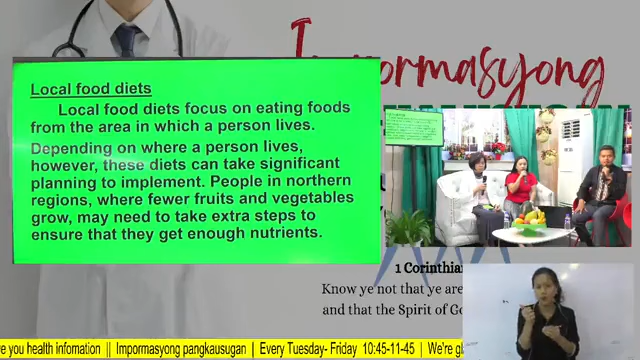 Local food diets
Local food diets focus on eating foods
from the area in which a person lives.
Depending on where a person lives,
however, these diets can take significant
planning to implement. People in northern
regions, where fewer fruits and vegetables
grow, may need to take extra steps to
ensure that they get enough nutrients.
1 Corinthian
Know ye not that ye are
and that the Spirit of Go
ve you health infornation || Impormasyong pangkausugan | Every Tuesday- Friday 10:45-11-45 | We're gl